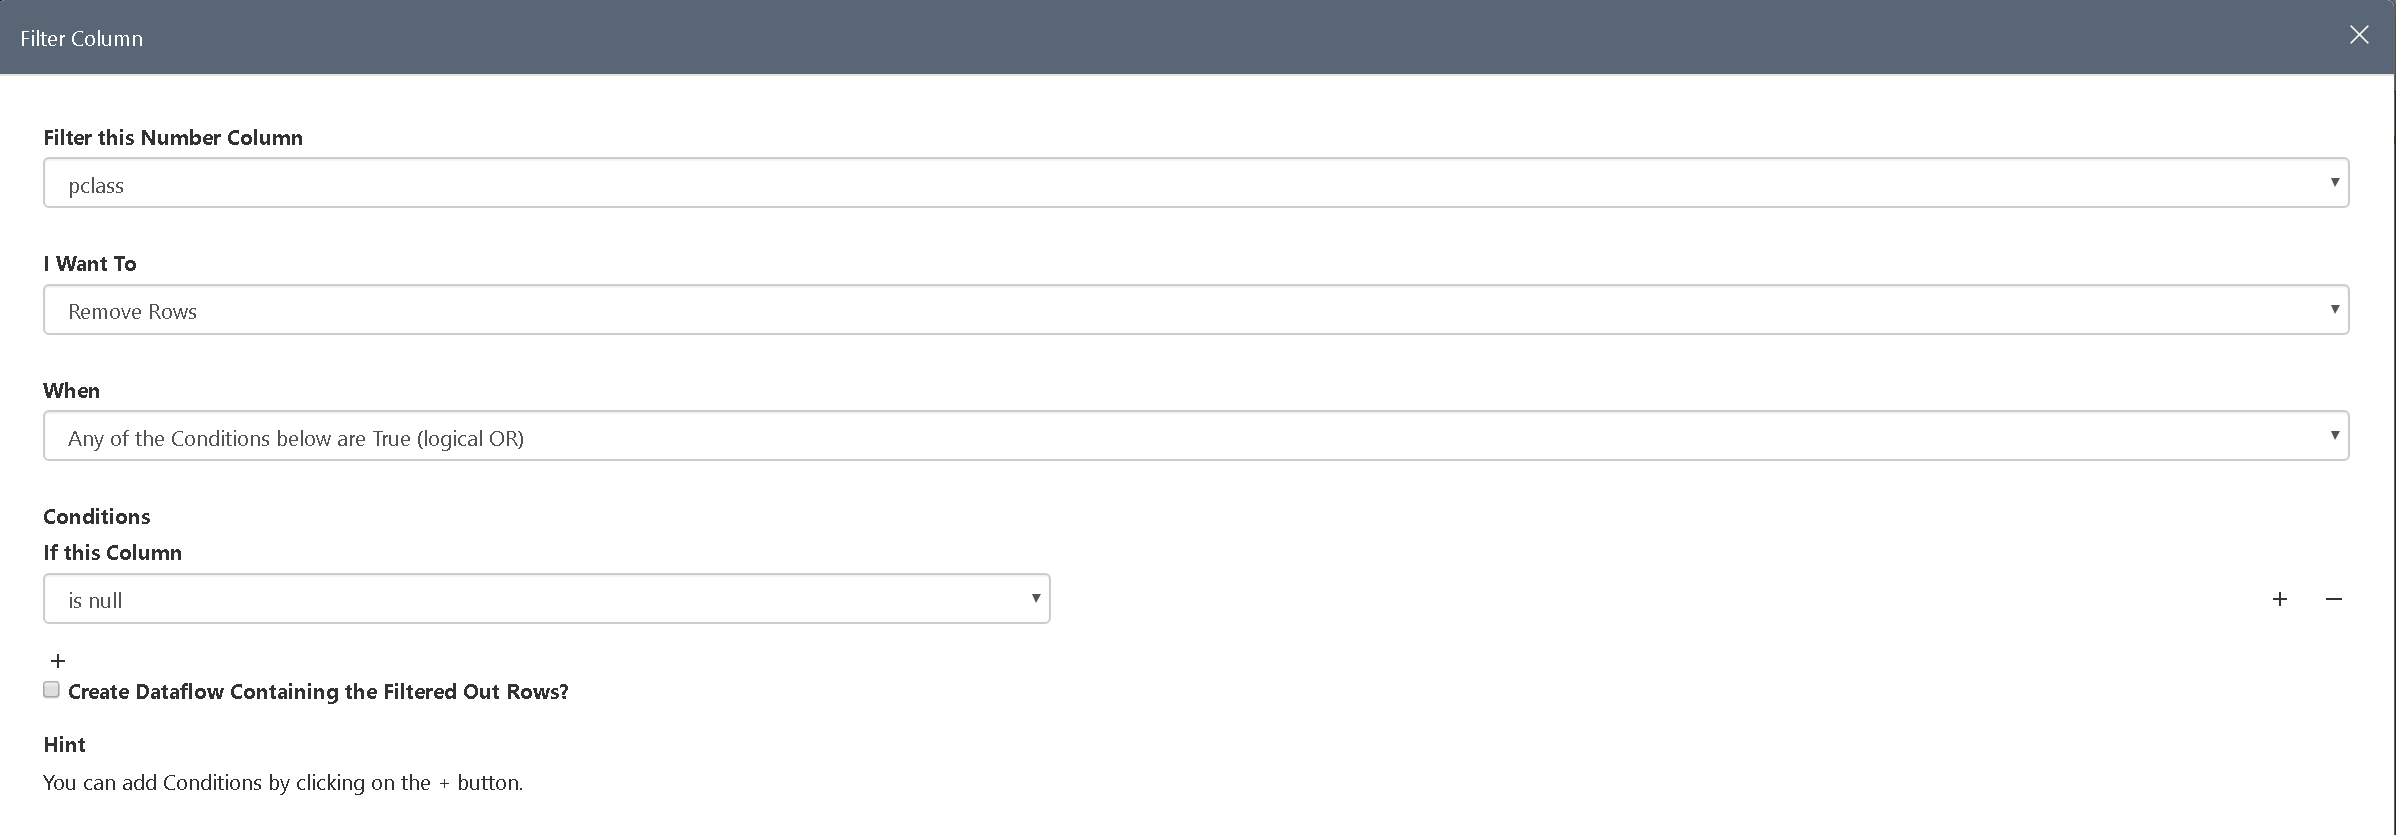 Filter Column
Filter this Number Column
pclass
I Want To
Remove Rows
When
Any of the Conditions below are True (logical OR)
Conditions
If this Column
is null
+ −
+
Create Dataflow Containing the Filtered Out Rows?
Hint
You can add Conditions by clicking on the + button.